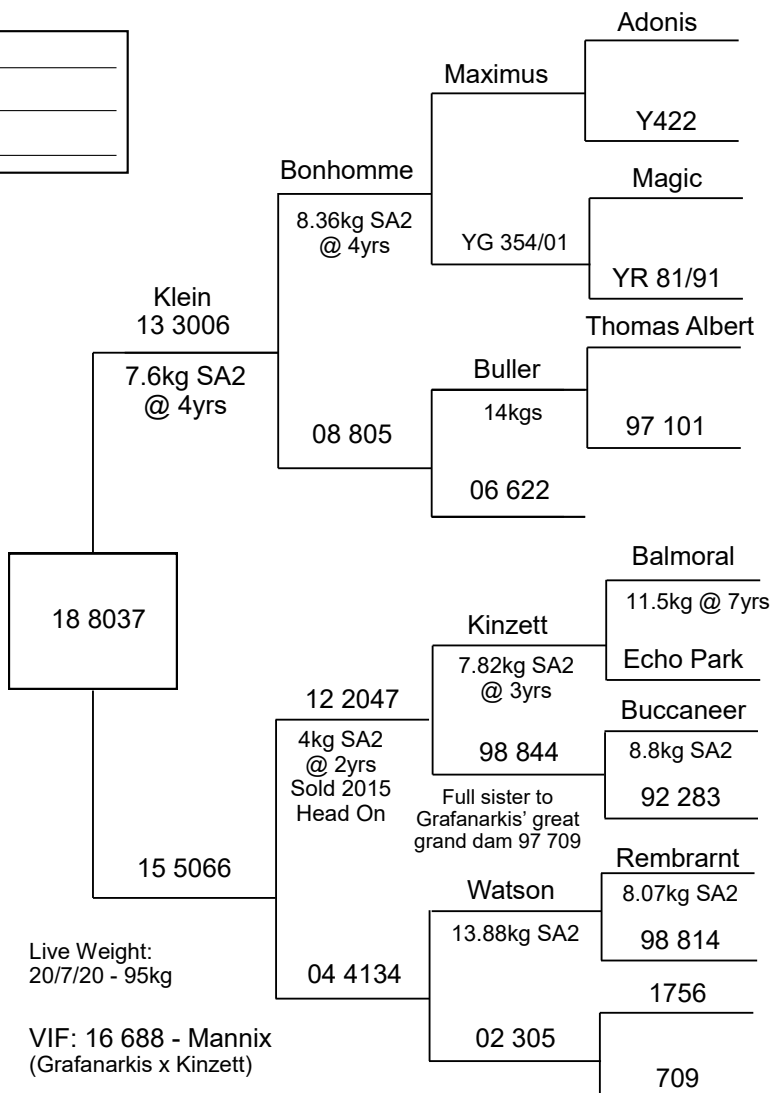 Adonis
Maximus
Y422
Bonhomme
Magic
8.36kg SA2
@ 4yrs
YG 354/01
YR 81/91
Klein
13 3006
Thomas Albert
7.6kg SA2
@ 4yrs
Buller
14kgs
08 805
97 101
06 622
18 8037
Balmoral
11.5kg @ 7yrs
Kinzett
Echo Park
7.82kg SA2
@ 3yrs
12 2047
Buccaneer
4kg SA2
@ 2yrs
Sold 2015
Head On
98 844
8.8kg SA2
92 283
Full sister to
Grafanarkis’ great
grand dam 97 709
15 5066
Rembrarnt
Watson
8.07kg SA2
13.88kg SA2
98 814
Live Weight:
20/7/20 - 95kg
04 4134
1756
VIF: 16 688 - Mannix
(Grafanarkis x Kinzett)
02 305
709